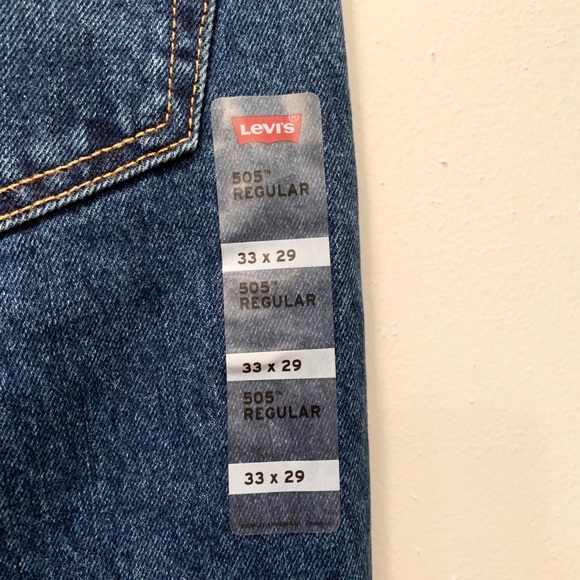 Levi's®
505™
REGULAR
33 x 29
505™
REGULAR
33 x 29
505™
REGULAR
33 x 29